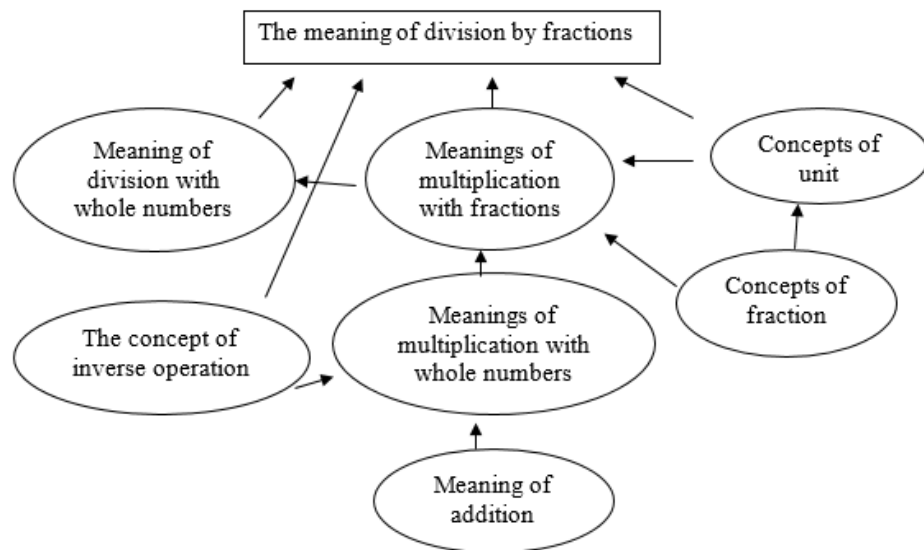 The meaning of division by fractions
Meaning of
division with
whole numbers
Meanings of
multiplication
with fractions
Concepts of
unit
Concepts of
fraction
The concept of
inverse operation
Meanings of
multiplication with
whole numbers
Meaning of
addition